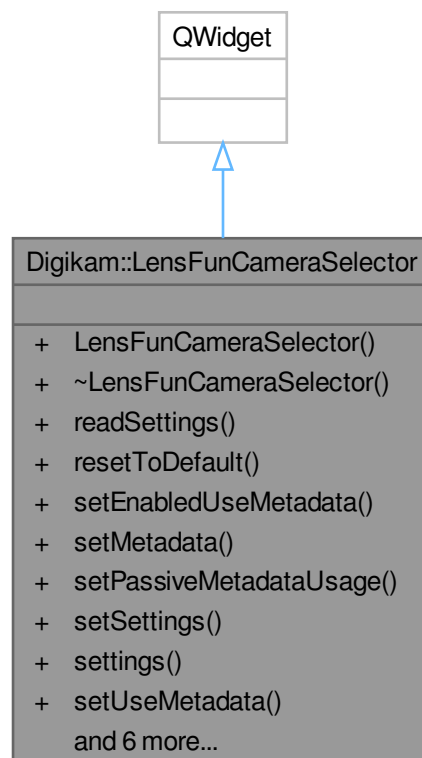 QWidget
Digikam::LensFunCameraSelector
+ LensFunCameraSelector()
+ ~LensFunCameraSelector()
+ readSettings()
+ resetToDefault()
+ setEnabledUseMetadata()
+ setMetadata()
+ setPassiveMetadataUsage()
+ setSettings()
+ settings()
+ setUseMetadata()
and 6 more...